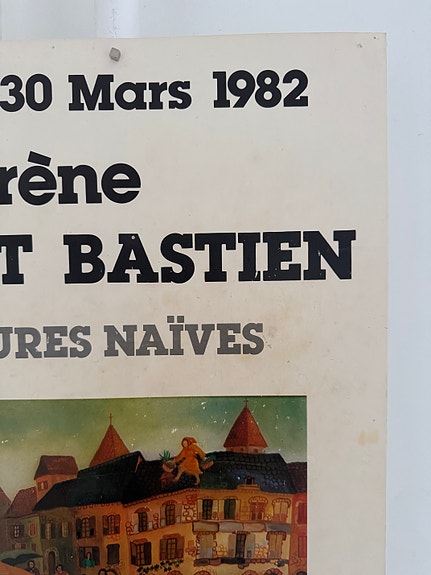 30 Mars 1982
rène
T BASTIEN
URES NAÏVES